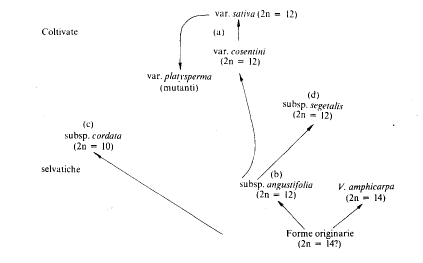 var. sativa (2n = 12)
Coltivate
(a)
var. cosentini
(2n = 12)
var. platysperma
(mutanti)
(d)
subsp. segetalis
(2n = 12)
(c)
subsp. cordata
(2n = 10)
selvatiche
(b)
subsp. angustifolia
(2n = 12)
V. amphicarpa
(2n = 14)
Forme originarie
(2n = 14?)